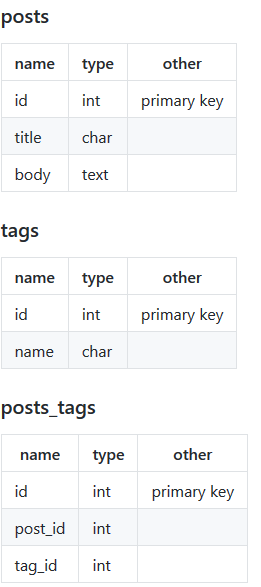 posts
name type other
id int primary key
title char
body text
tags
name type other
id int primary key
name char
posts_tags
name type other
id int primary key
post_id int
tag_id int